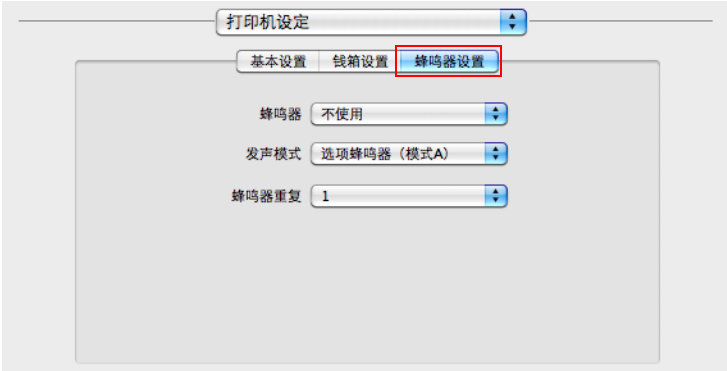 打印机设定
基本设置 钱箱设置 蜂鸣器设置
蜂鸣器 不使用
发声模式 选项蜂鸣器（模式A）
蜂鸣器重复 1